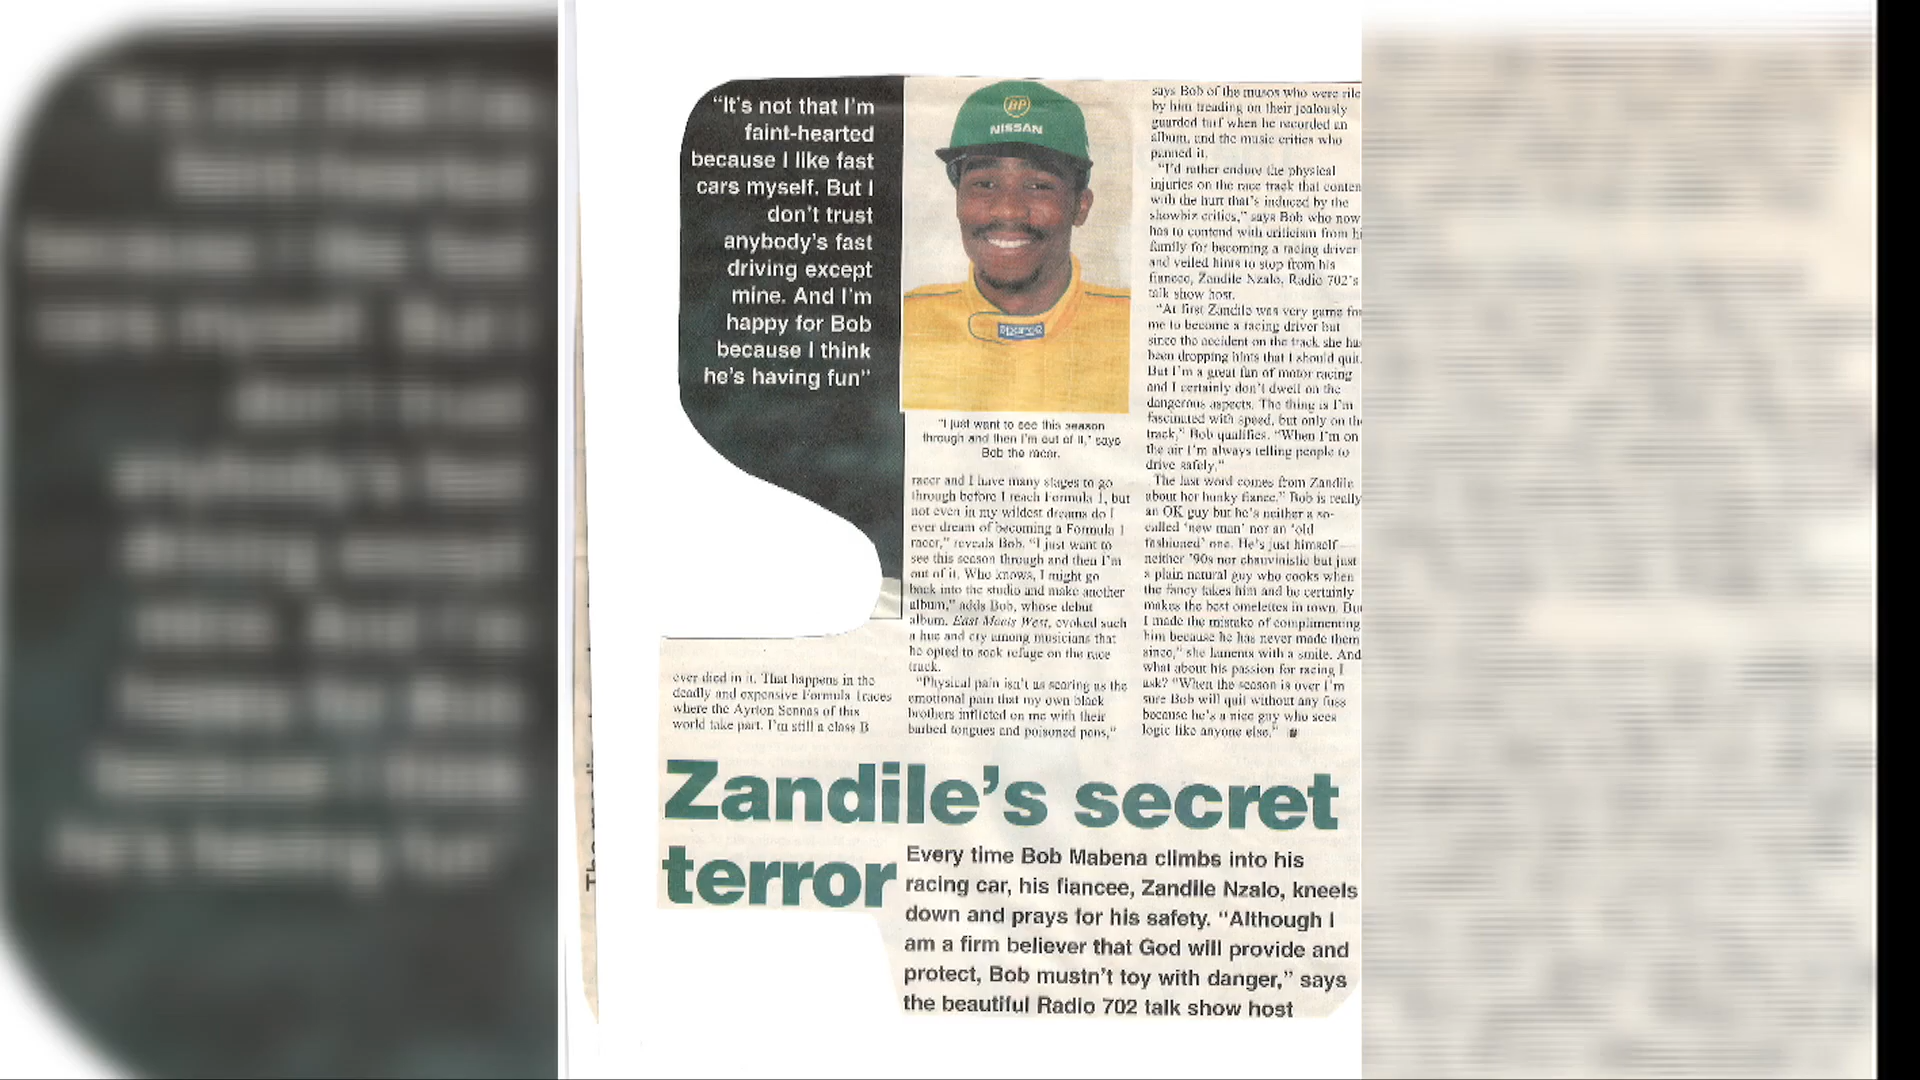 "It's not that I'm
faint-hearted
because I like fast
cars myself. But I
don't trust
anybody's fast
driving except
mine. And I'm
happy for Bob
because I think
he's having fun"
BP
NISSAN
sparco
"I just want to see this season
through and then I'm out of it," says
Bob the racer.
ever died in it. That happens in the
deadly and expensive Formula 1 races
where the Ayrton Sennas of this
world take part. I'm still a class B
racer and I have many stages to go
through before I reach Formula 1, but
not even in my wildest dreams do I
ever dream of becoming a Formula 1
racer," reveals Bob. "I just want to
see this season through and then I'm
out of it. Who knows, I might go
back into the studio and make another
album," adds Bob, whose debut
album, East Meets West, evoked such
a hue and cry among musicians that
he opted to seek refuge on the race
track.
"Physical pain isn't as searing as the
emotional pain that my own black
brothers inflicted on me with their
barbed tongues and poisoned pens,"
says Bob of the musos who were rile
by him treading on their jealously
guarded turf when he recorded an
album, and the music critics who
panned it.
"I'd rather endure the physical
injuries on the race track that conten
with the hurt that's induced by the
showbiz critics," says Bob who now
has to contend with criticism from hi
family for becoming a racing driver
and veiled hints to stop from his
fiancee, Zandile Nzalo, Radio 702's
talk show host.
"At first Zandile was very game for
me to become a racing driver but
since the accident on the track she has
been dropping hints that I should quit.
But I'm a great fan of motor racing
and I certainly don't dwell on the
dangerous aspects. The thing is I'm
fascinated with speed, but only on the
track," Bob qualifies. "When I'm on
the air I'm always telling people to
drive safely."
The last word comes from Zandile
about her hunky fiance." Bob is really
an OK guy but he's neither a so-
called 'new man' nor an 'old
fashioned' one. He's just himself –
neither '90s nor chauvinistic but just
a plain natural guy who cooks when
the fancy takes him and he certainly
makes the best omelettes in town. But
I made the mistake of complimenting
him because he has never made them
since," she laments with a smile. And
what about his passion for racing I
ask? "When the season is over I'm
sure Bob will quit without any fuss
because he's a nice guy who sees
logic like anyone else."
Zandile's secret
terror
Every time Bob Mabena climbs into his
racing car, his fiancee, Zandile Nzalo, kneels
down and prays for his safety. "Although I
am a firm believer that God will provide and
protect, Bob mustn't toy with danger," says
the beautiful Radio 702 talk show host